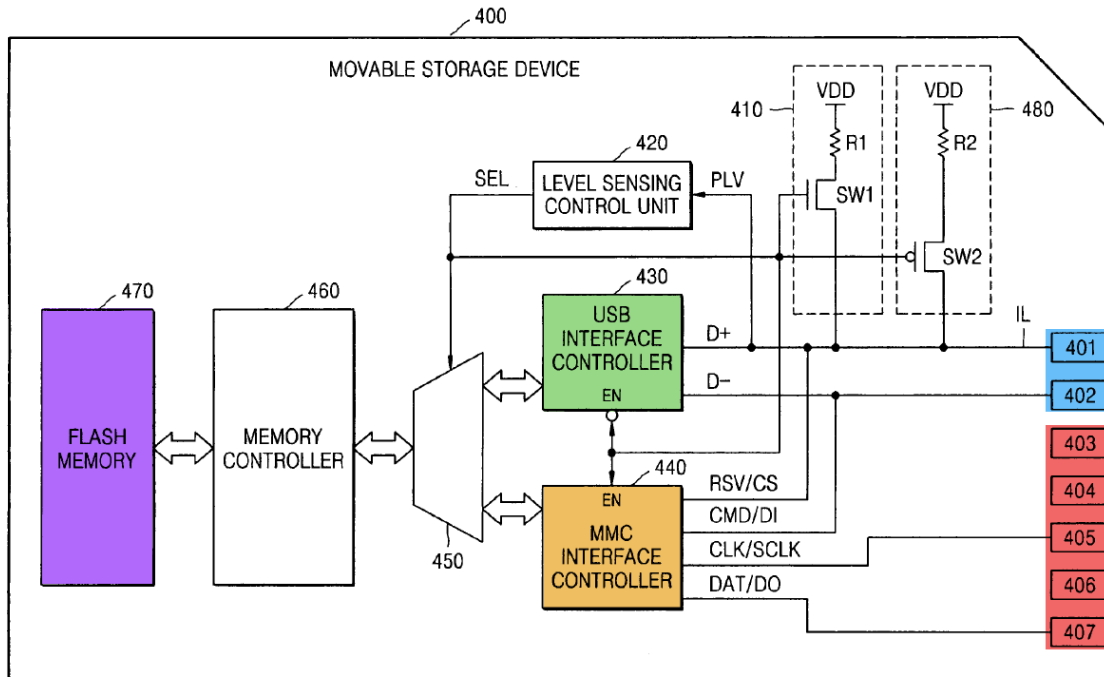 400
MOVABLE STORAGE DEVICE
410
VDD
VDD
480
R1
R2
420
SEL
LEVEL SENSING
CONTROL UNIT
PLV
SW1
SW2
470
460
430
IL
FLASH
MEMORY
MEMORY
CONTROLLER
USB
INTERFACE
CONTROLLER
EN
D+
D−
401
402
403
404
405
406
407
450
440
EN
MMC
INTERFACE
CONTROLLER
RSV/CS
CMD/DI
CLK/SCLK
DAT/DO